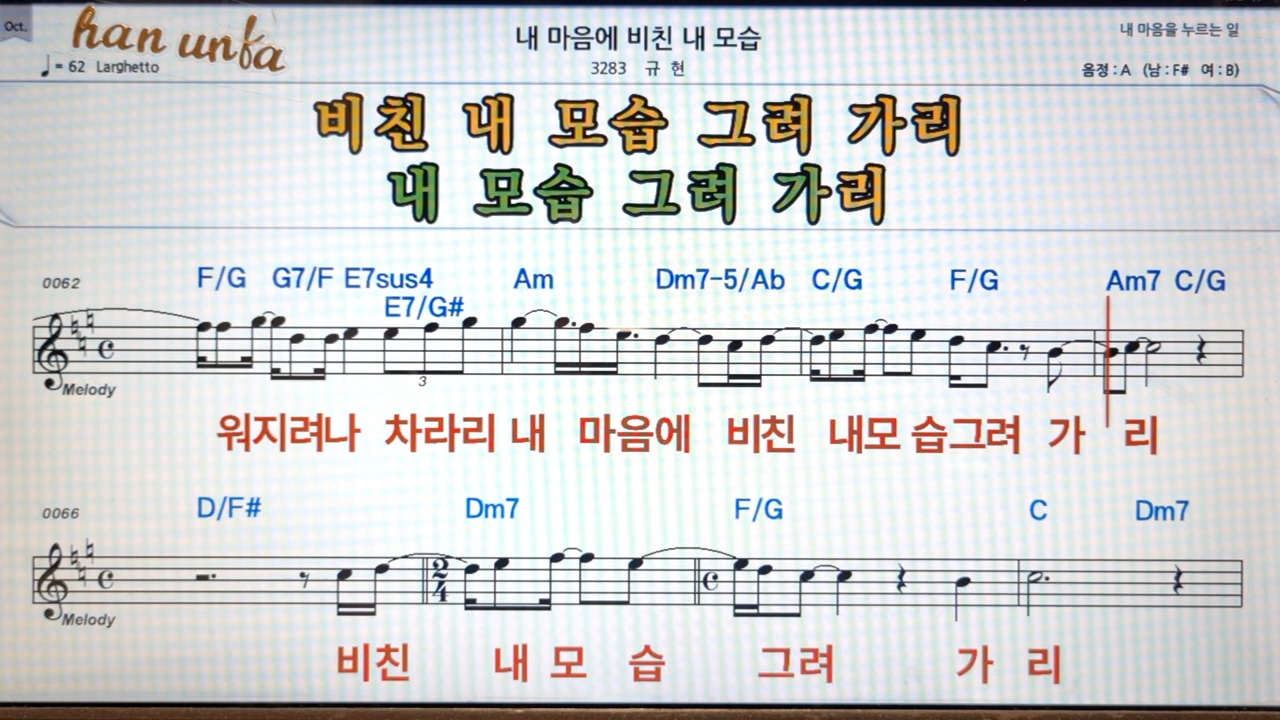 Oct.
han unfa
내 마음에 비친 내 모습
내 마음을 누르는 일
♩= 62 Larghetto
3283 규 현
음정 : A (남 : F# 여 : B)
비친 내 모습 그려 가리
내 모습 그려 가리
0062 F/G G7/F E7sus4 Am Dm7-5/Ab C/G F/G Am7 C/G
E7/G#
3
Melody
워지려나 차라리 내 마음에 비친 내모 습그려 가 리
0066 D/F# Dm7 F/G C Dm7
2
4
Melody
비친 내 모 습 그려 가 리